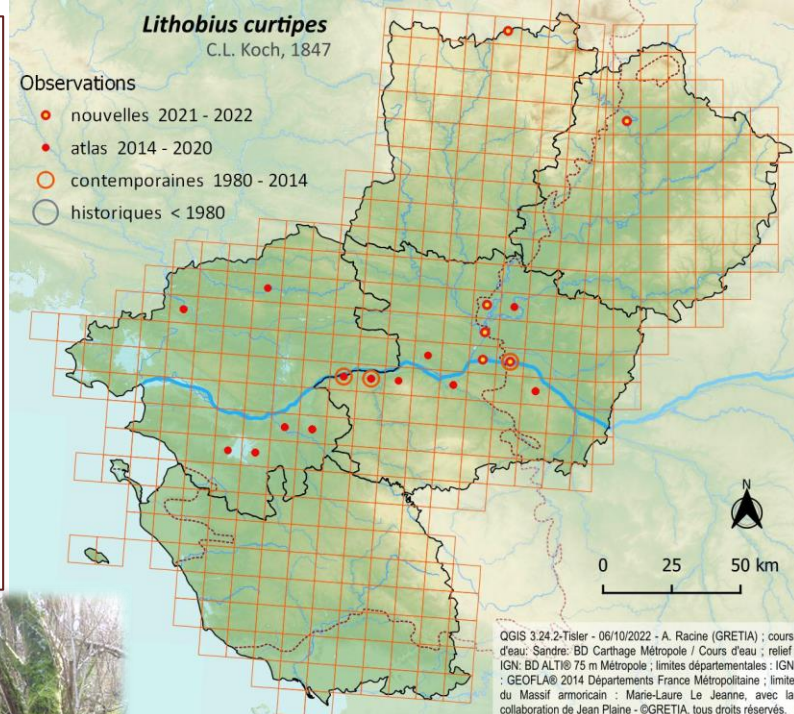 Lithobius curtipes
C.L. Koch, 1847
Observations
nouvelles 2021 - 2022
atlas 2014 - 2020
contemporaines 1980 - 2014
historiques < 1980
N
0 25 50 km
QGIS 3.24.2-Tisler - 06/10/2022 - A. Racine (GRETIA) ; cours
d'eau: Sandre: BD Carthage Métropole / Cours d'eau ; relief
IGN: BD ALTI® 75 m Métropole ; limites départementales : IGN
: GEOFLA® 2014 Départements France Métropolitaine ; limite
du Massif armoricain : Marie-Laure Le Jeanne, avec la
collaboration de Jean Plaine - ©GRETIA, tous droits réservés.